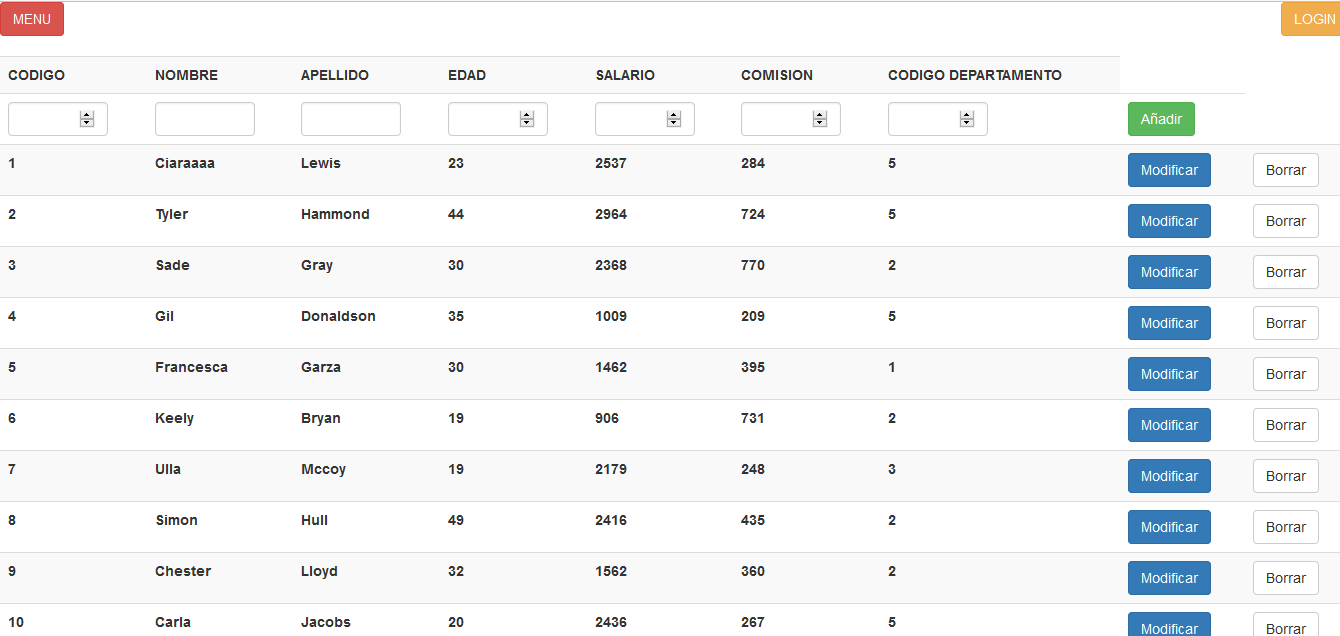 MENU LOGIN
CODIGO NOMBRE APELLIDO EDAD SALARIO COMISION CODIGO DEPARTAMENTO
Añadir
1 Ciaraaaa Lewis 23 2537 284 5 Modificar Borrar
2 Tyler Hammond 44 2964 724 5 Modificar Borrar
3 Sade Gray 30 2368 770 2 Modificar Borrar
4 Gil Donaldson 35 1009 209 5 Modificar Borrar
5 Francesca Garza 30 1462 395 1 Modificar Borrar
6 Keely Bryan 19 906 731 2 Modificar Borrar
7 Ulla Mccoy 19 2179 248 3 Modificar Borrar
8 Simon Hull 49 2416 435 2 Modificar Borrar
9 Chester Lloyd 32 1562 360 2 Modificar Borrar
10 Carla Jacobs 20 2436 267 5 Modificar Borrar